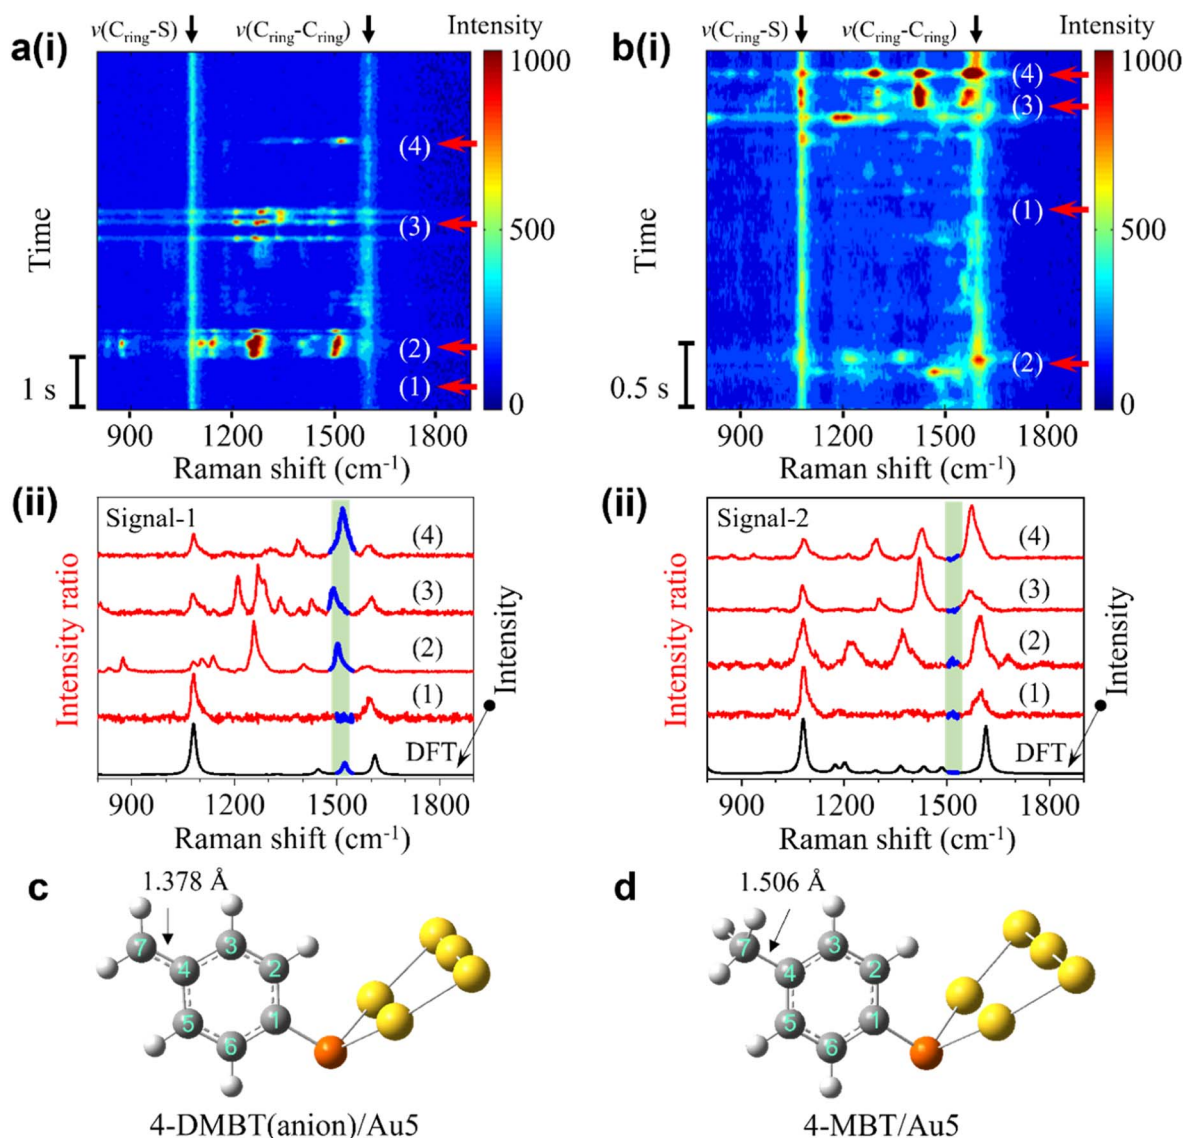 a(i)
ν(Cring-S)
ν(Cring-Cring)
Intensity
(4)
(3)
(2)
(1)
Time
1 s
1000
500
0
900 1200 1500 1800
Raman shift (cm-1)
b(i)
ν(Cring-S)
ν(Cring-Cring)
Intensity
(4)
(3)
(1)
(2)
Time
0.5 s
1000
500
0
900 1200 1500 1800
Raman shift (cm-1)
(ii)
Signal-1
(4)
(3)
(2)
(1)
DFT
Intensity ratio
Intensity
900 1200 1500 1800
Raman shift (cm-1)
(ii)
Signal-2
(4)
(3)
(2)
(1)
DFT
Intensity ratio
Intensity
900 1200 1500 1800
Raman shift (cm-1)
c
1.378 Å
7
4
3
2
5
6
1
4-DMBT(anion)/Au5
d
1.506 Å
7
4
3
2
5
6
1
4-MBT/Au5